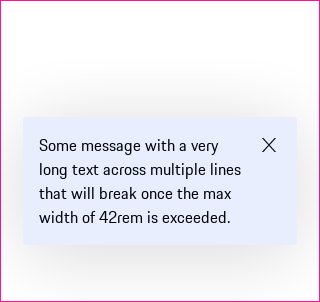 Some message with a very
long text across multiple lines
that will break once the max
width of 42rem is exceeded.